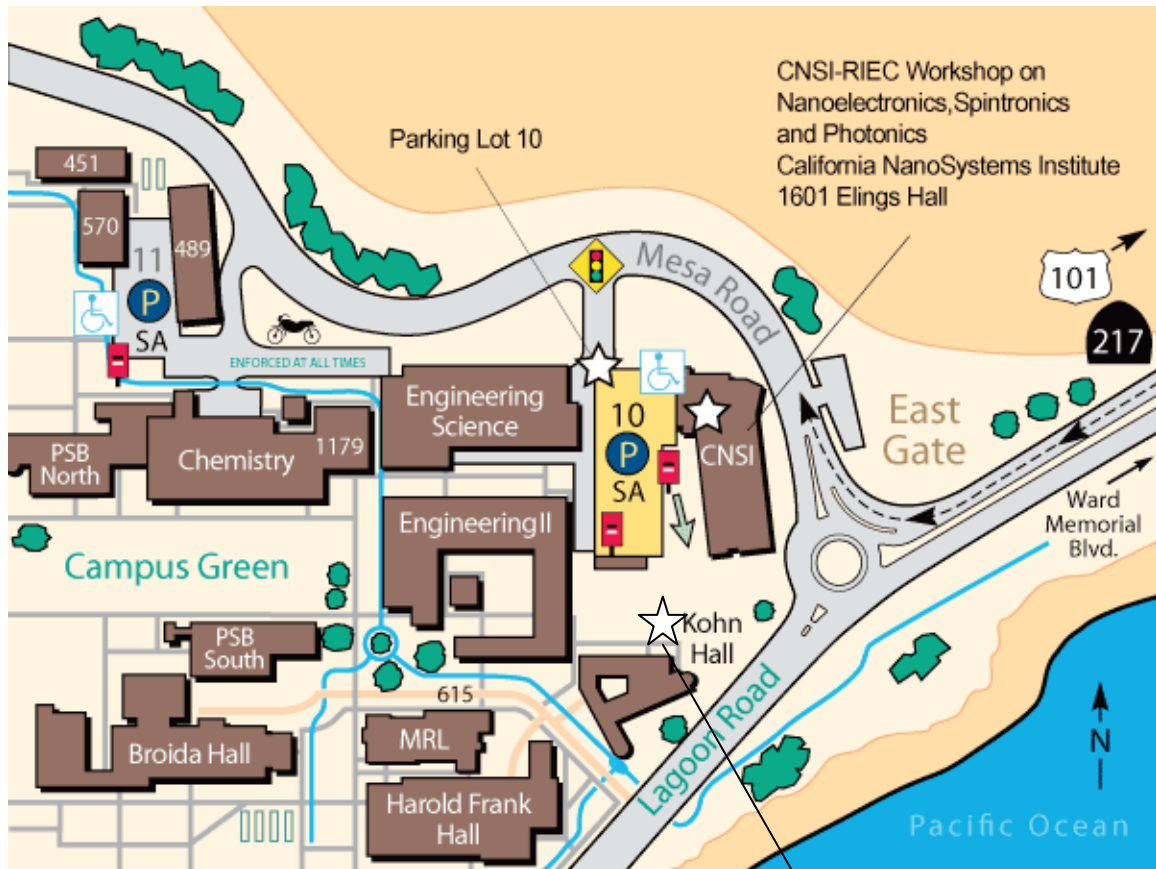 CNSI-RIEC Workshop on
Nanoelectronics,Spintronics
and Photonics
California NanoSystems Institute
1601 Elings Hall
Parking Lot 10
451
570
489
11
P
SA
ENFORCED AT ALL TIMES
Mesa Road
101
217
East
Gate
Ward
Memorial
Blvd.
Engineering
Science
10
P
SA
CNSI
PSB
North
Chemistry
1179
Engineering II
Campus Green
PSB
South
Kohn
Hall
615
Broida Hall
MRL
Harold Frank
Hall
Lagoon Road
N
Pacific Ocean